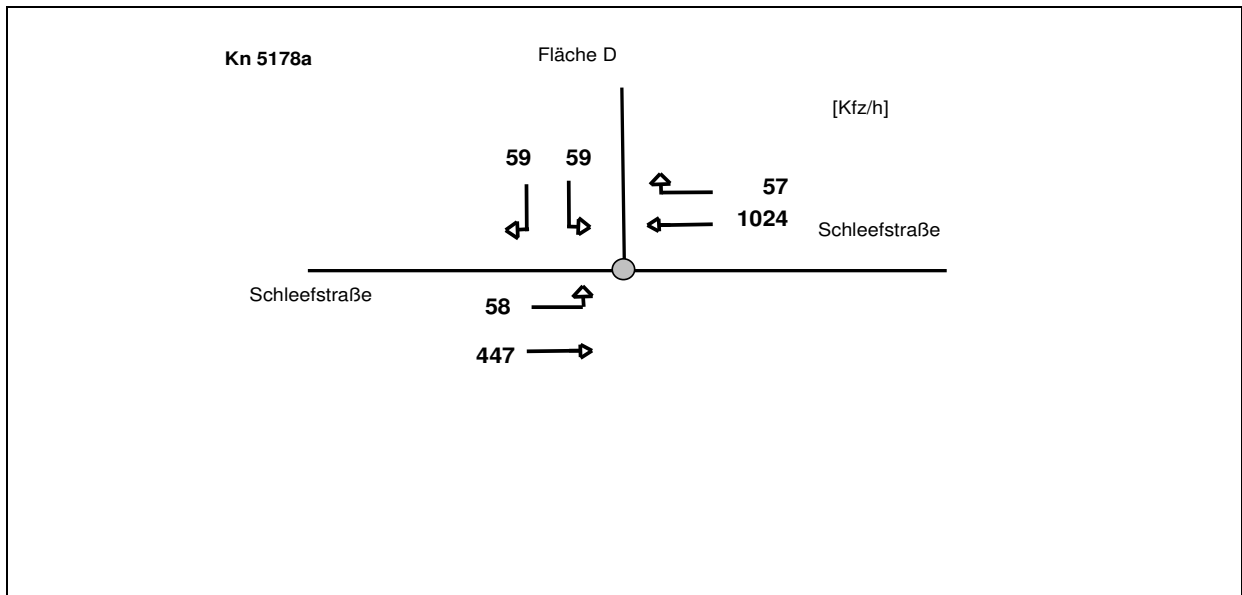 Kn 5178a
Fläche D
[Kfz/h]
59 59
57
1024
Schleefstraße
Schleefstraße
58
447